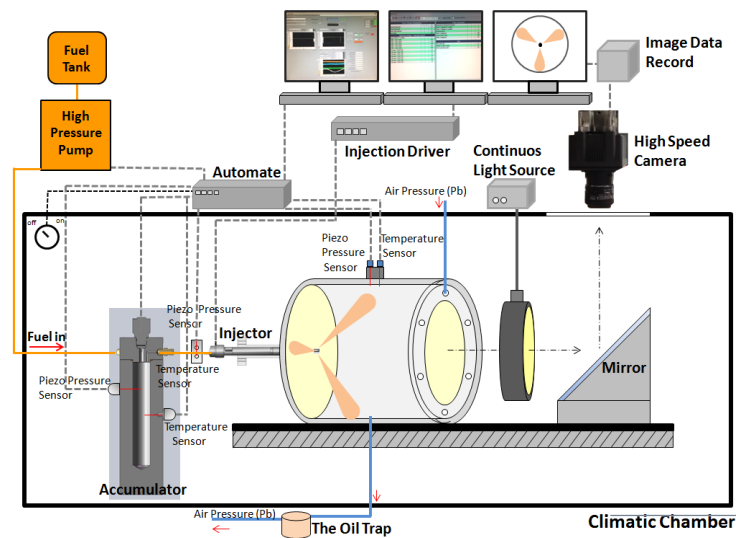 Fuel
Tank
High
Pressure
Pump
Automate
Injection Driver
Continuos
Light Source
Image Data
Record
High Speed
Camera
Air Pressure (Pb)
off
on
Piezo
Pressure
Sensor
Temperature
Sensor
Piezo Pressure
Sensor
Fuel in
Injector
Temperature
Sensor
Piezo Pressure
Sensor
Temperature
Sensor
Mirror
Accumulator
Air Pressure (Pb)
The Oil Trap
Climatic Chamber